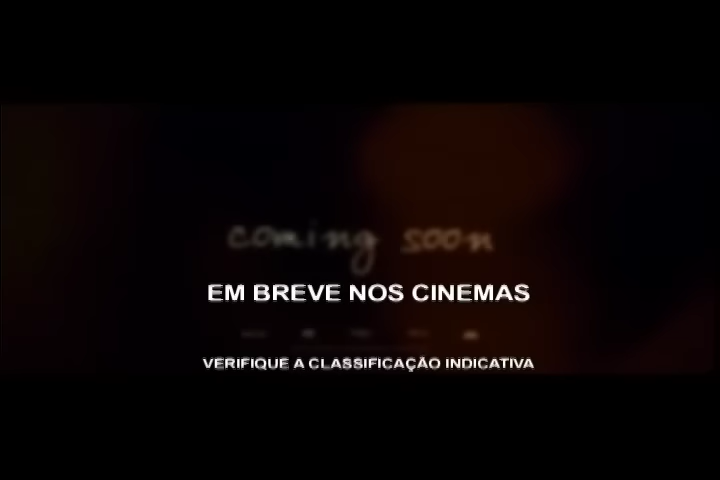 coming soon
EM BREVE NOS CINEMAS
VERIFIQUE A CLASSIFICAÇÃO INDICATIVA